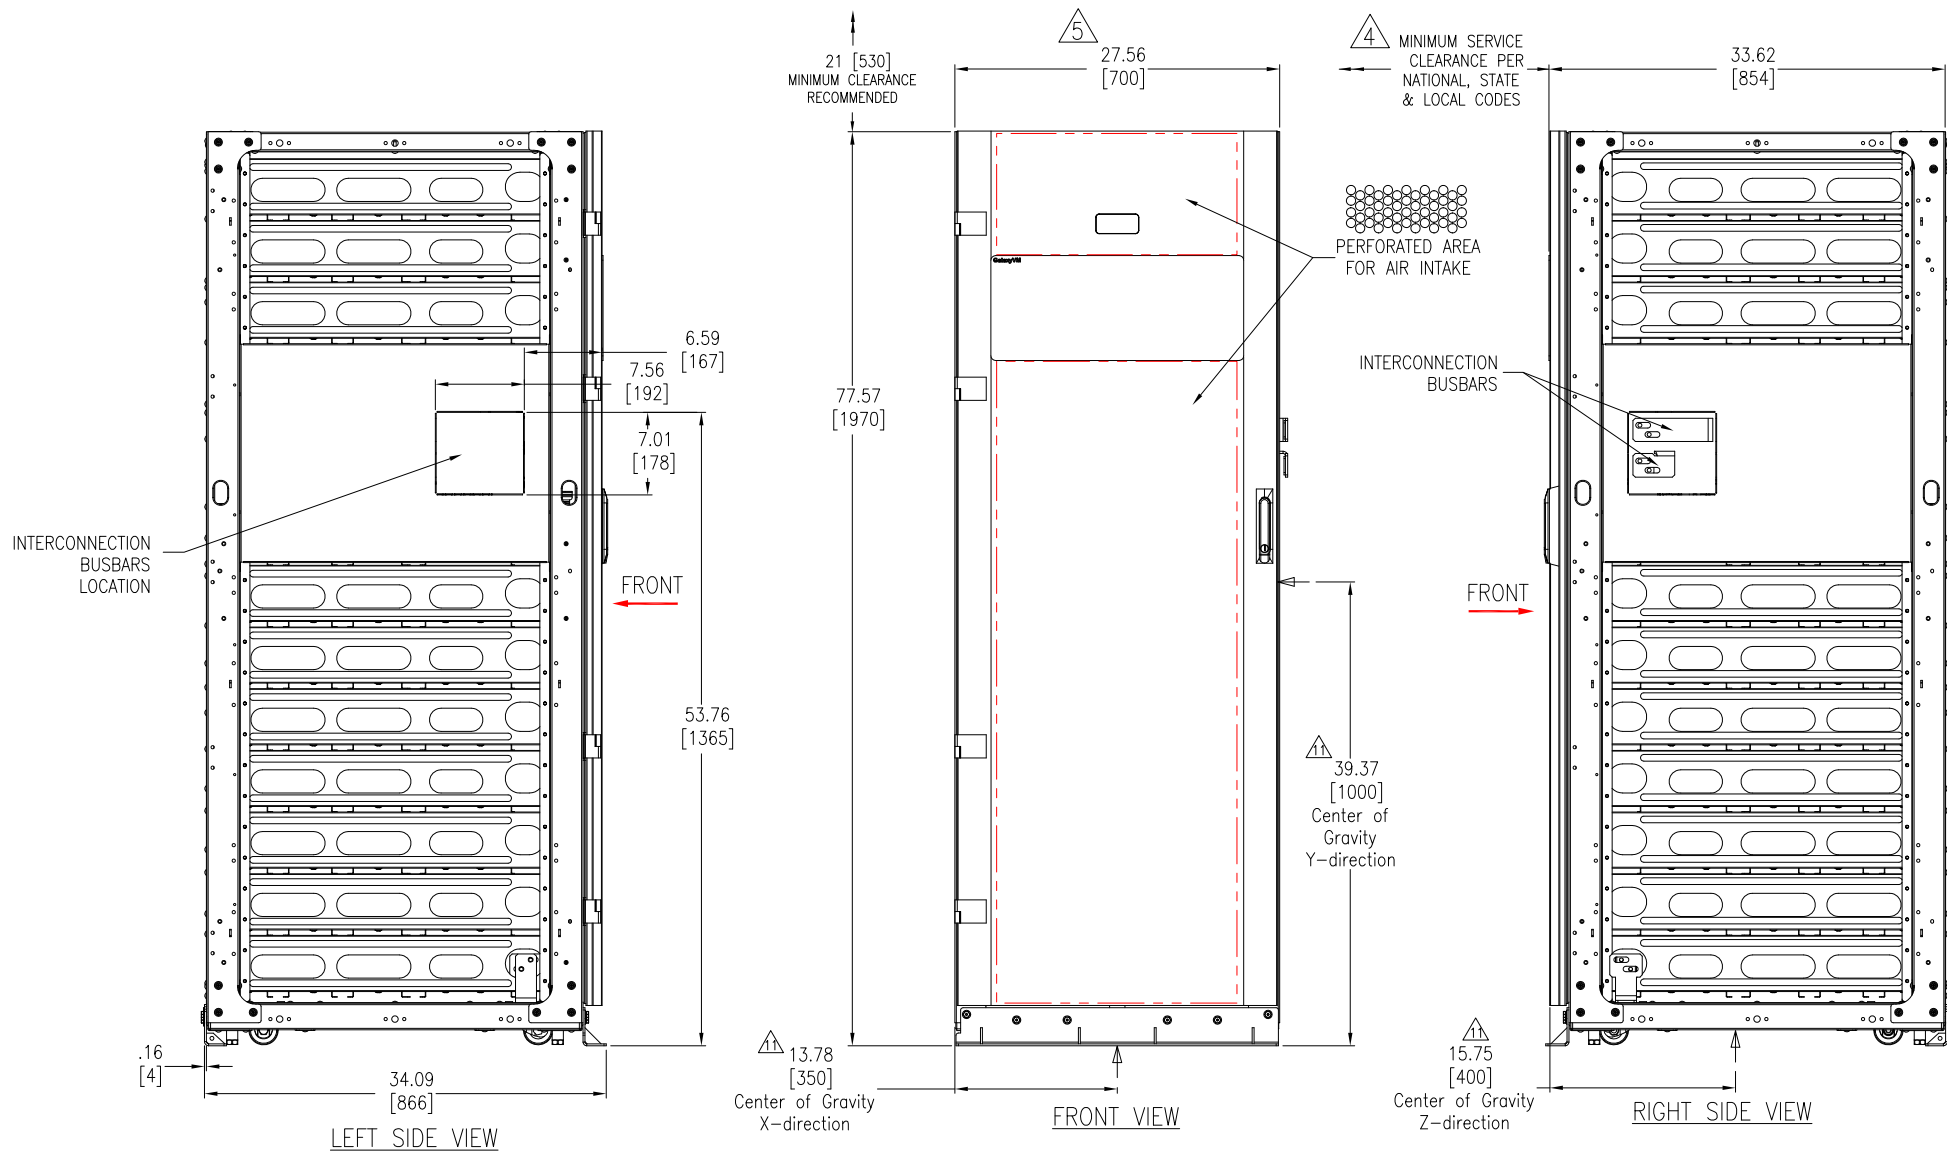 21 [530]
MINIMUM CLEARANCE
RECOMMENDED
5
27.56
[700]
4
MINIMUM SERVICE
CLEARANCE PER
NATIONAL, STATE
& LOCAL CODES
33.62
[854]
GalaxyVM
PERFORATED AREA
FOR AIR INTAKE
6.59
[167]
7.56
[192]
7.01
[178]
77.57
[1970]
INTERCONNECTION
BUSBARS
INTERCONNECTION
BUSBARS
LOCATION
FRONT
FRONT
53.76
[1365]
11
39.37
[1000]
Center of
Gravity
Y-direction
.16
[4]
34.09
[866]
LEFT SIDE VIEW
11
13.78
[350]
Center of Gravity
X-direction
FRONT VIEW
11
15.75
[400]
Center of Gravity
Z-direction
RIGHT SIDE VIEW